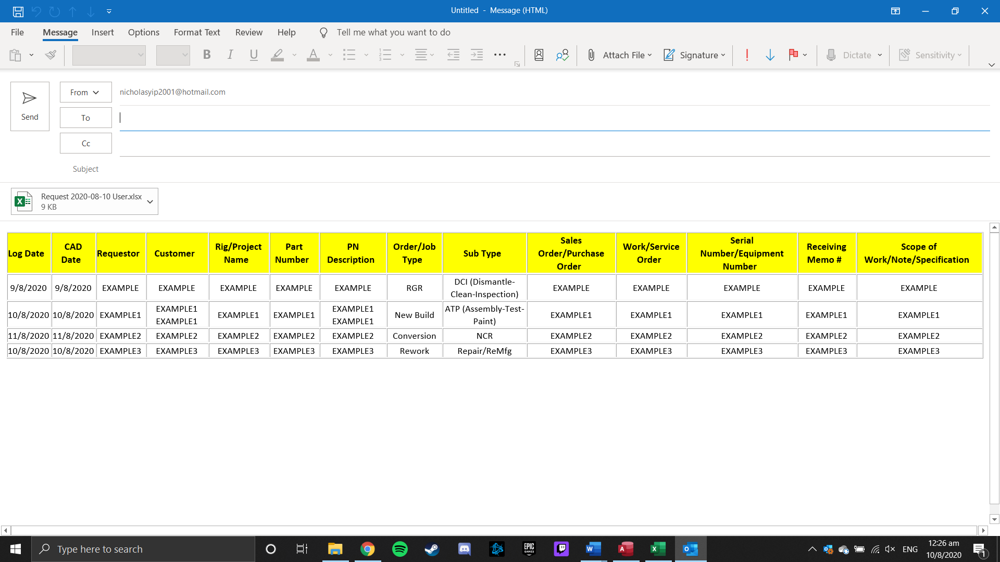 Untitled - Message (HTML)
File Message Insert Options Format Text Review Help Tell me what you want to do
B I U Attach File Signature ! Dictate Sensitivity
Send
From nicholasyip2001@hotmail.com
To
Cc
Subject
Request 2020-08-10 User.xlsx
9 KB
Log Date CAD Date Requestor Customer Rig/Project Name Part Number PN Description Order/Job Type Sub Type Sales Order/Purchase Order Work/Service Order Serial Number/Equipment Number Receiving Memo # Scope of Work/Note/Specification
9/8/2020 9/8/2020 EXAMPLE EXAMPLE EXAMPLE EXAMPLE EXAMPLE RGR DCI (Dismantle-Clean-Inspection) EXAMPLE EXAMPLE EXAMPLE EXAMPLE EXAMPLE
10/8/2020 10/8/2020 EXAMPLE1 EXAMPLE1 EXAMPLE1 EXAMPLE1 EXAMPLE1 EXAMPLE1 EXAMPLE1 New Build ATP (Assembly-Test-Paint) EXAMPLE1 EXAMPLE1 EXAMPLE1 EXAMPLE1 EXAMPLE1
11/8/2020 11/8/2020 EXAMPLE2 EXAMPLE2 EXAMPLE2 EXAMPLE2 EXAMPLE2 Conversion NCR EXAMPLE2 EXAMPLE2 EXAMPLE2 EXAMPLE2 EXAMPLE2
10/8/2020 10/8/2020 EXAMPLE3 EXAMPLE3 EXAMPLE3 EXAMPLE3 EXAMPLE3 Rework Repair/ReMfg EXAMPLE3 EXAMPLE3 EXAMPLE3 EXAMPLE3 EXAMPLE3
Type here to search
EPIC GAMES
ENG
12:26 am
10/8/2020
1